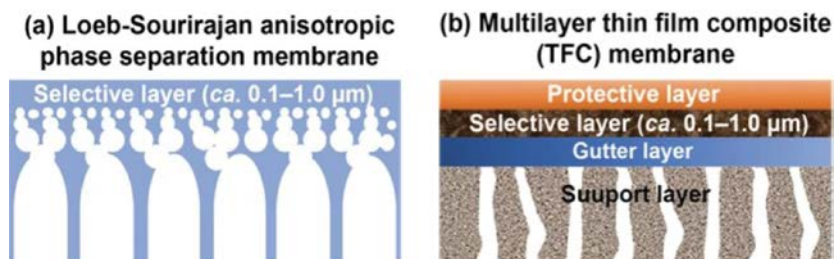 (a) Loeb-Sourirajan anisotropic
phase separation membrane
Selective layer (ca. 0.1–1.0 μm)
(b) Multilayer thin film composite
(TFC) membrane
Protective layer
Selective layer (ca. 0.1–1.0 μm)
Gutter layer
Suuport layer